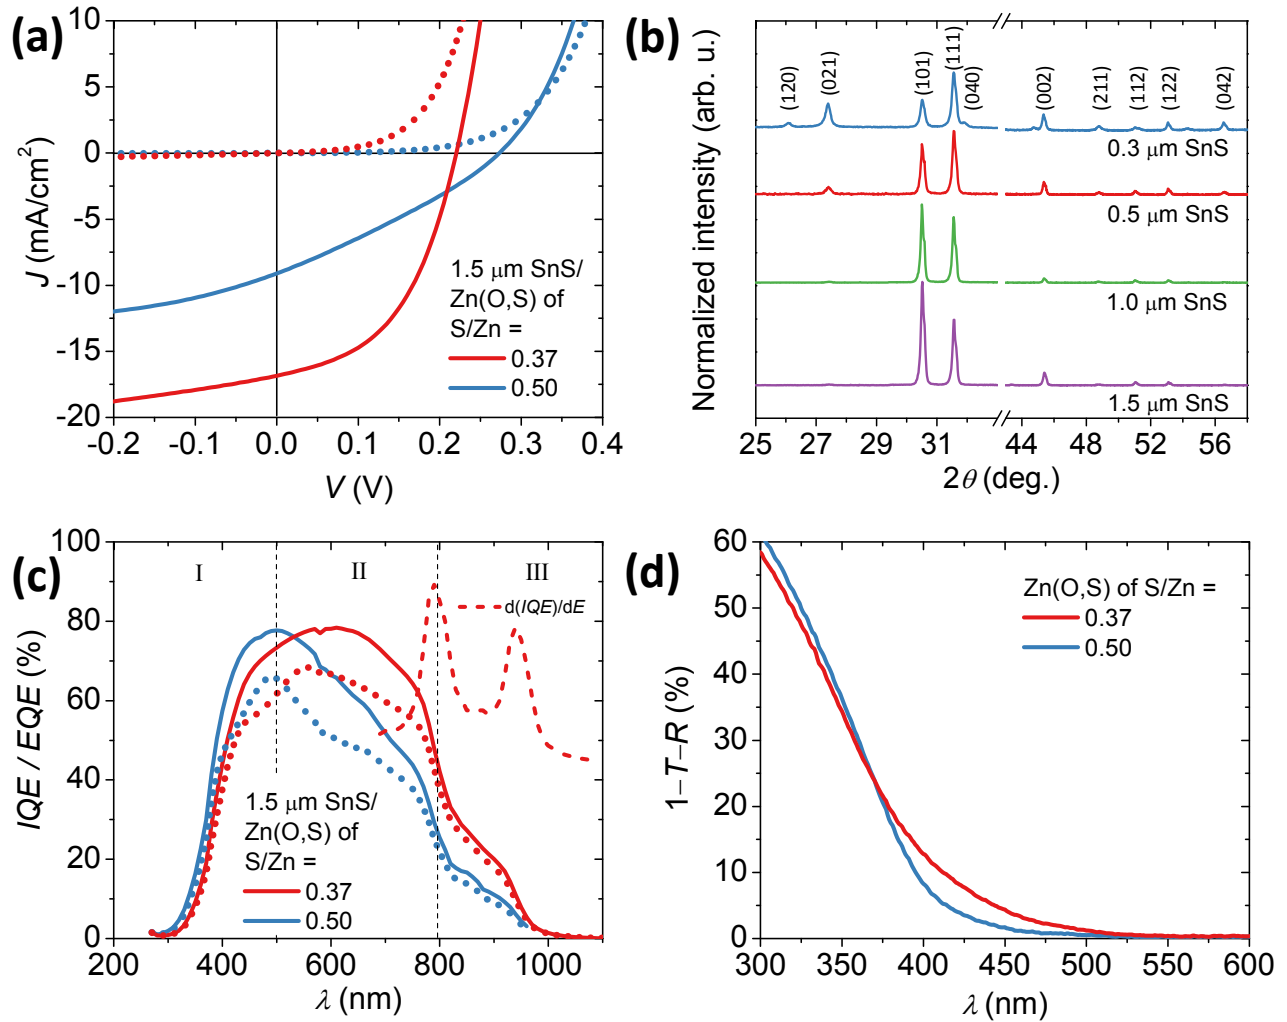 (a)
10
5
0
-5
-10
-15
-20
J (mA/cm²)
1.5 μm SnS/
Zn(O,S) of
S/Zn =
0.37
0.50
-0.2 -0.1 0.0 0.1 0.2 0.3 0.4
V (V)
(b)
Normalized intensity (arb. u.)
(120) (021) (101) (111) (040) (002) (211) (112) (122) (042)
0.3 μm SnS
0.5 μm SnS
1.0 μm SnS
1.5 μm SnS
25 27 29 31 44 48 52 56
2θ (deg.)
(c)
100
80
60
40
20
0
IQE / EQE (%)
I II III
d(IQE)/dE
1.5 μm SnS/
Zn(O,S) of
S/Zn =
0.37
0.50
200 400 600 800 1000
λ (nm)
(d)
60
50
40
30
20
10
0
1–T–R (%)
Zn(O,S) of S/Zn =
0.37
0.50
300 350 400 450 500 550 600
λ (nm)